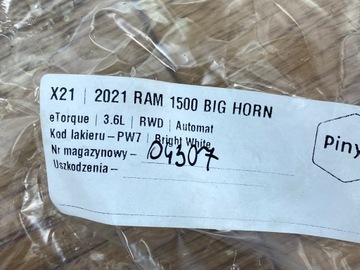 X21 | 2021 RAM 1500 BIG HORN
eTorque | 3.6L | RWD | Automat
Kod lakieru – PW7 | Bright White
Nr magazynowy – 04307
Uszkodzenia –
Piny